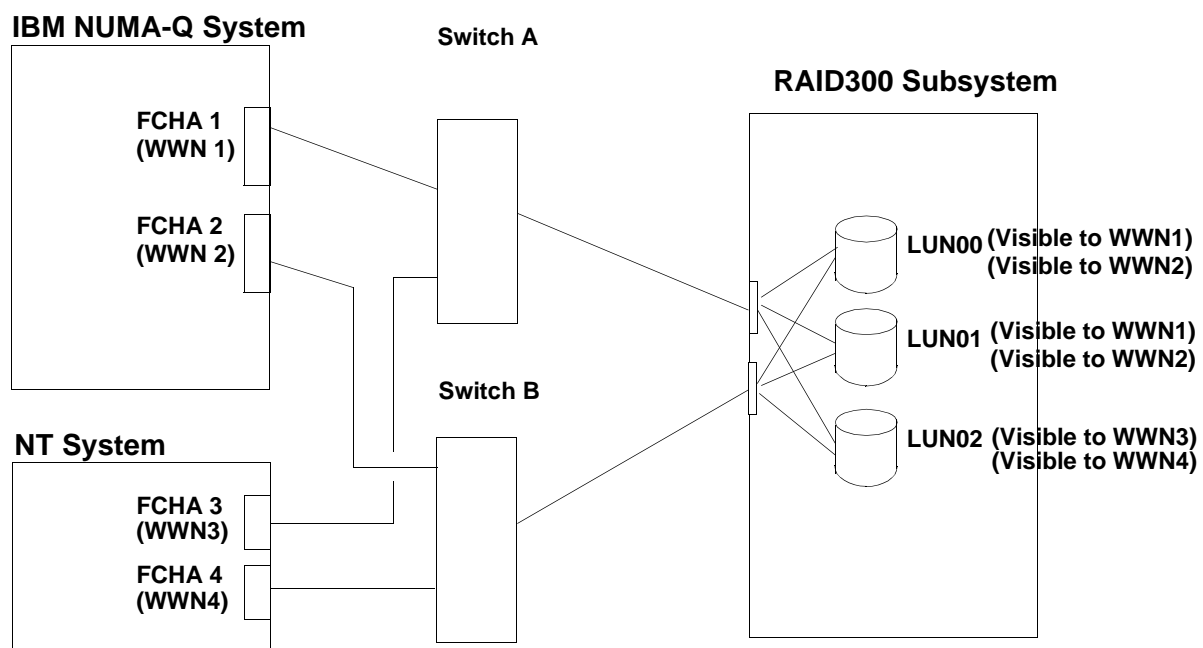 IBM NUMA-Q System
Switch A
RAID300 Subsystem
FCHA 1
(WWN 1)
FCHA 2
(WWN 2)
LUN00 (Visible to WWN1)
(Visible to WWN2)
LUN01 (Visible to WWN1)
(Visible to WWN2)
Switch B
NT System
LUN02 (Visible to WWN3)
(Visible to WWN4)
FCHA 3
(WWN3)
FCHA 4
(WWN4)